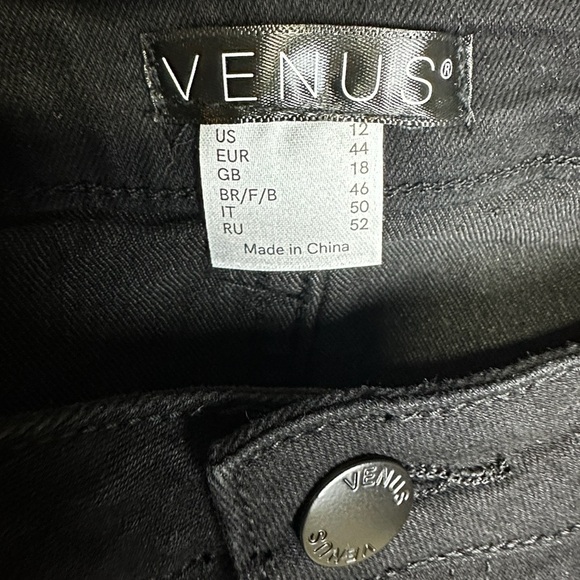 VENUS®
US 12
EUR 44
GB 18
BR/F/B 46
IT 50
RU 52
Made in China
VENUS
VENUS